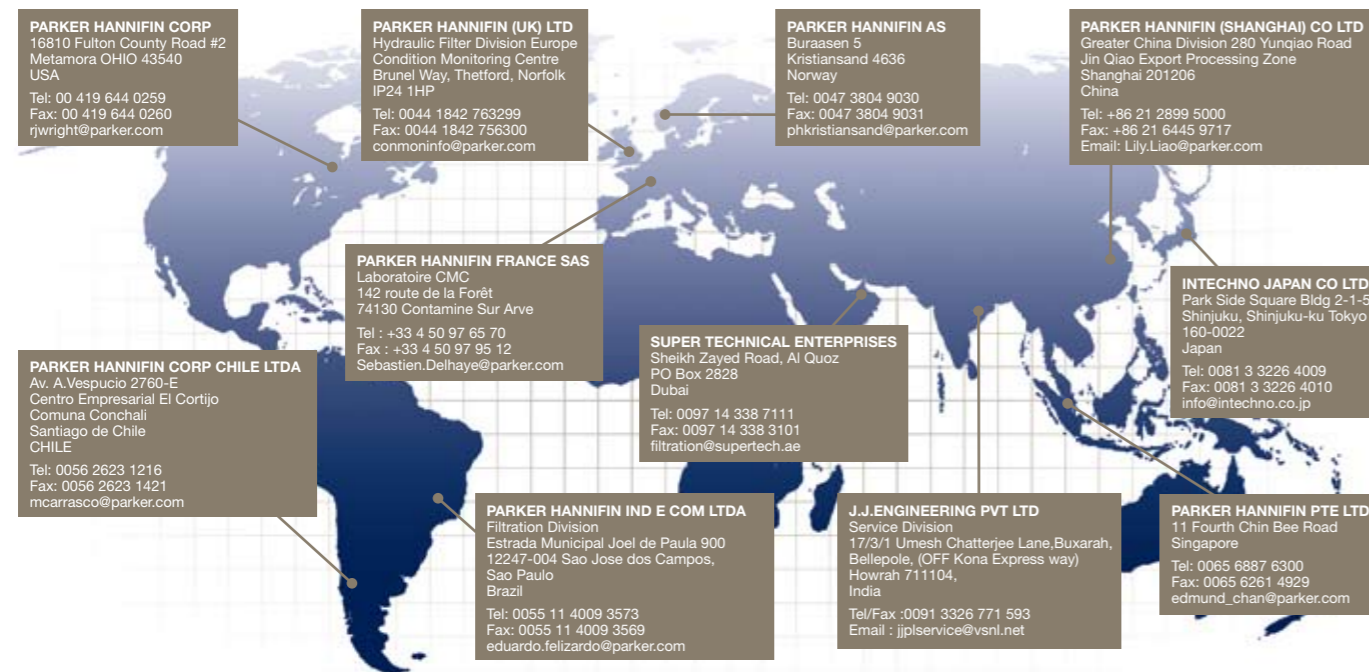 PARKER HANNIFIN CORP
16810 Fulton County Road #2
Metamora OHIO 43540
USA
Tel: 00 419 644 0259
Fax: 00 419 644 0260
rjwright@parker.com
PARKER HANNIFIN (UK) LTD
Hydraulic Filter Division Europe
Condition Monitoring Centre
Brunel Way, Thetford, Norfolk
IP24 1HP
Tel: 0044 1842 763299
Fax: 0044 1842 756300
conmoninfo@parker.com
PARKER HANNIFIN AS
Buraasen 5
Kristiansand 4636
Norway
Tel: 0047 3804 9030
Fax: 0047 3804 9031
phkristiansand@parker.com
PARKER HANNIFIN (SHANGHAI) CO LTD
Greater China Division 280 Yunqiao Road
Jin Qiao Export Processing Zone
Shanghai 201206
China
Tel: +86 21 2899 5000
Fax: +86 21 6445 9717
Email: Lily.Liao@parker.com
PARKER HANNIFIN FRANCE SAS
Laboratoire CMC
142 route de la Forêt
74130 Contamine Sur Arve
Tel : +33 4 50 97 65 70
Fax : +33 4 50 97 95 12
Sebastien.Delhaye@parker.com
INTECHNO JAPAN CO LTD
Park Side Square Bldg 2-1-5
Shinjuku, Shinjuku-ku Tokyo
160-0022
Japan
Tel: 0081 3 3226 4009
Fax: 0081 3 3226 4010
info@intechno.co.jp
SUPER TECHNICAL ENTERPRISES
Sheikh Zayed Road, Al Quoz
PO Box 2828
Dubai
Tel: 0097 14 338 7111
Fax: 0097 14 338 3101
filtration@supertech.ae
PARKER HANNIFIN CORP CHILE LTDA
Av. A.Vespucio 2760-E
Centro Empresarial El Cortijo
Comuna Conchali
Santiago de Chile
CHILE
Tel: 0056 2623 1216
Fax: 0056 2623 1421
mcarrasco@parker.com
PARKER HANNIFIN IND E COM LTDA
Filtration Division
Estrada Municipal Joel de Paula 900
12247-004 Sao Jose dos Campos,
Sao Paulo
Brazil
Tel: 0055 11 4009 3573
Fax: 0055 11 4009 3569
eduardo.felizardo@parker.com
J.J.ENGINEERING PVT LTD
Service Division
17/3/1 Umesh Chatterjee Lane,Buxarah,
Bellepole, (OFF Kona Express way)
Howrah 711104,
India
Tel/Fax :0091 3326 771 593
Email : jjplservice@vsnl.net
PARKER HANNIFIN PTE LTD
11 Fourth Chin Bee Road
Singapore
Tel: 0065 6887 6300
Fax: 0065 6261 4929
edmund_chan@parker.com